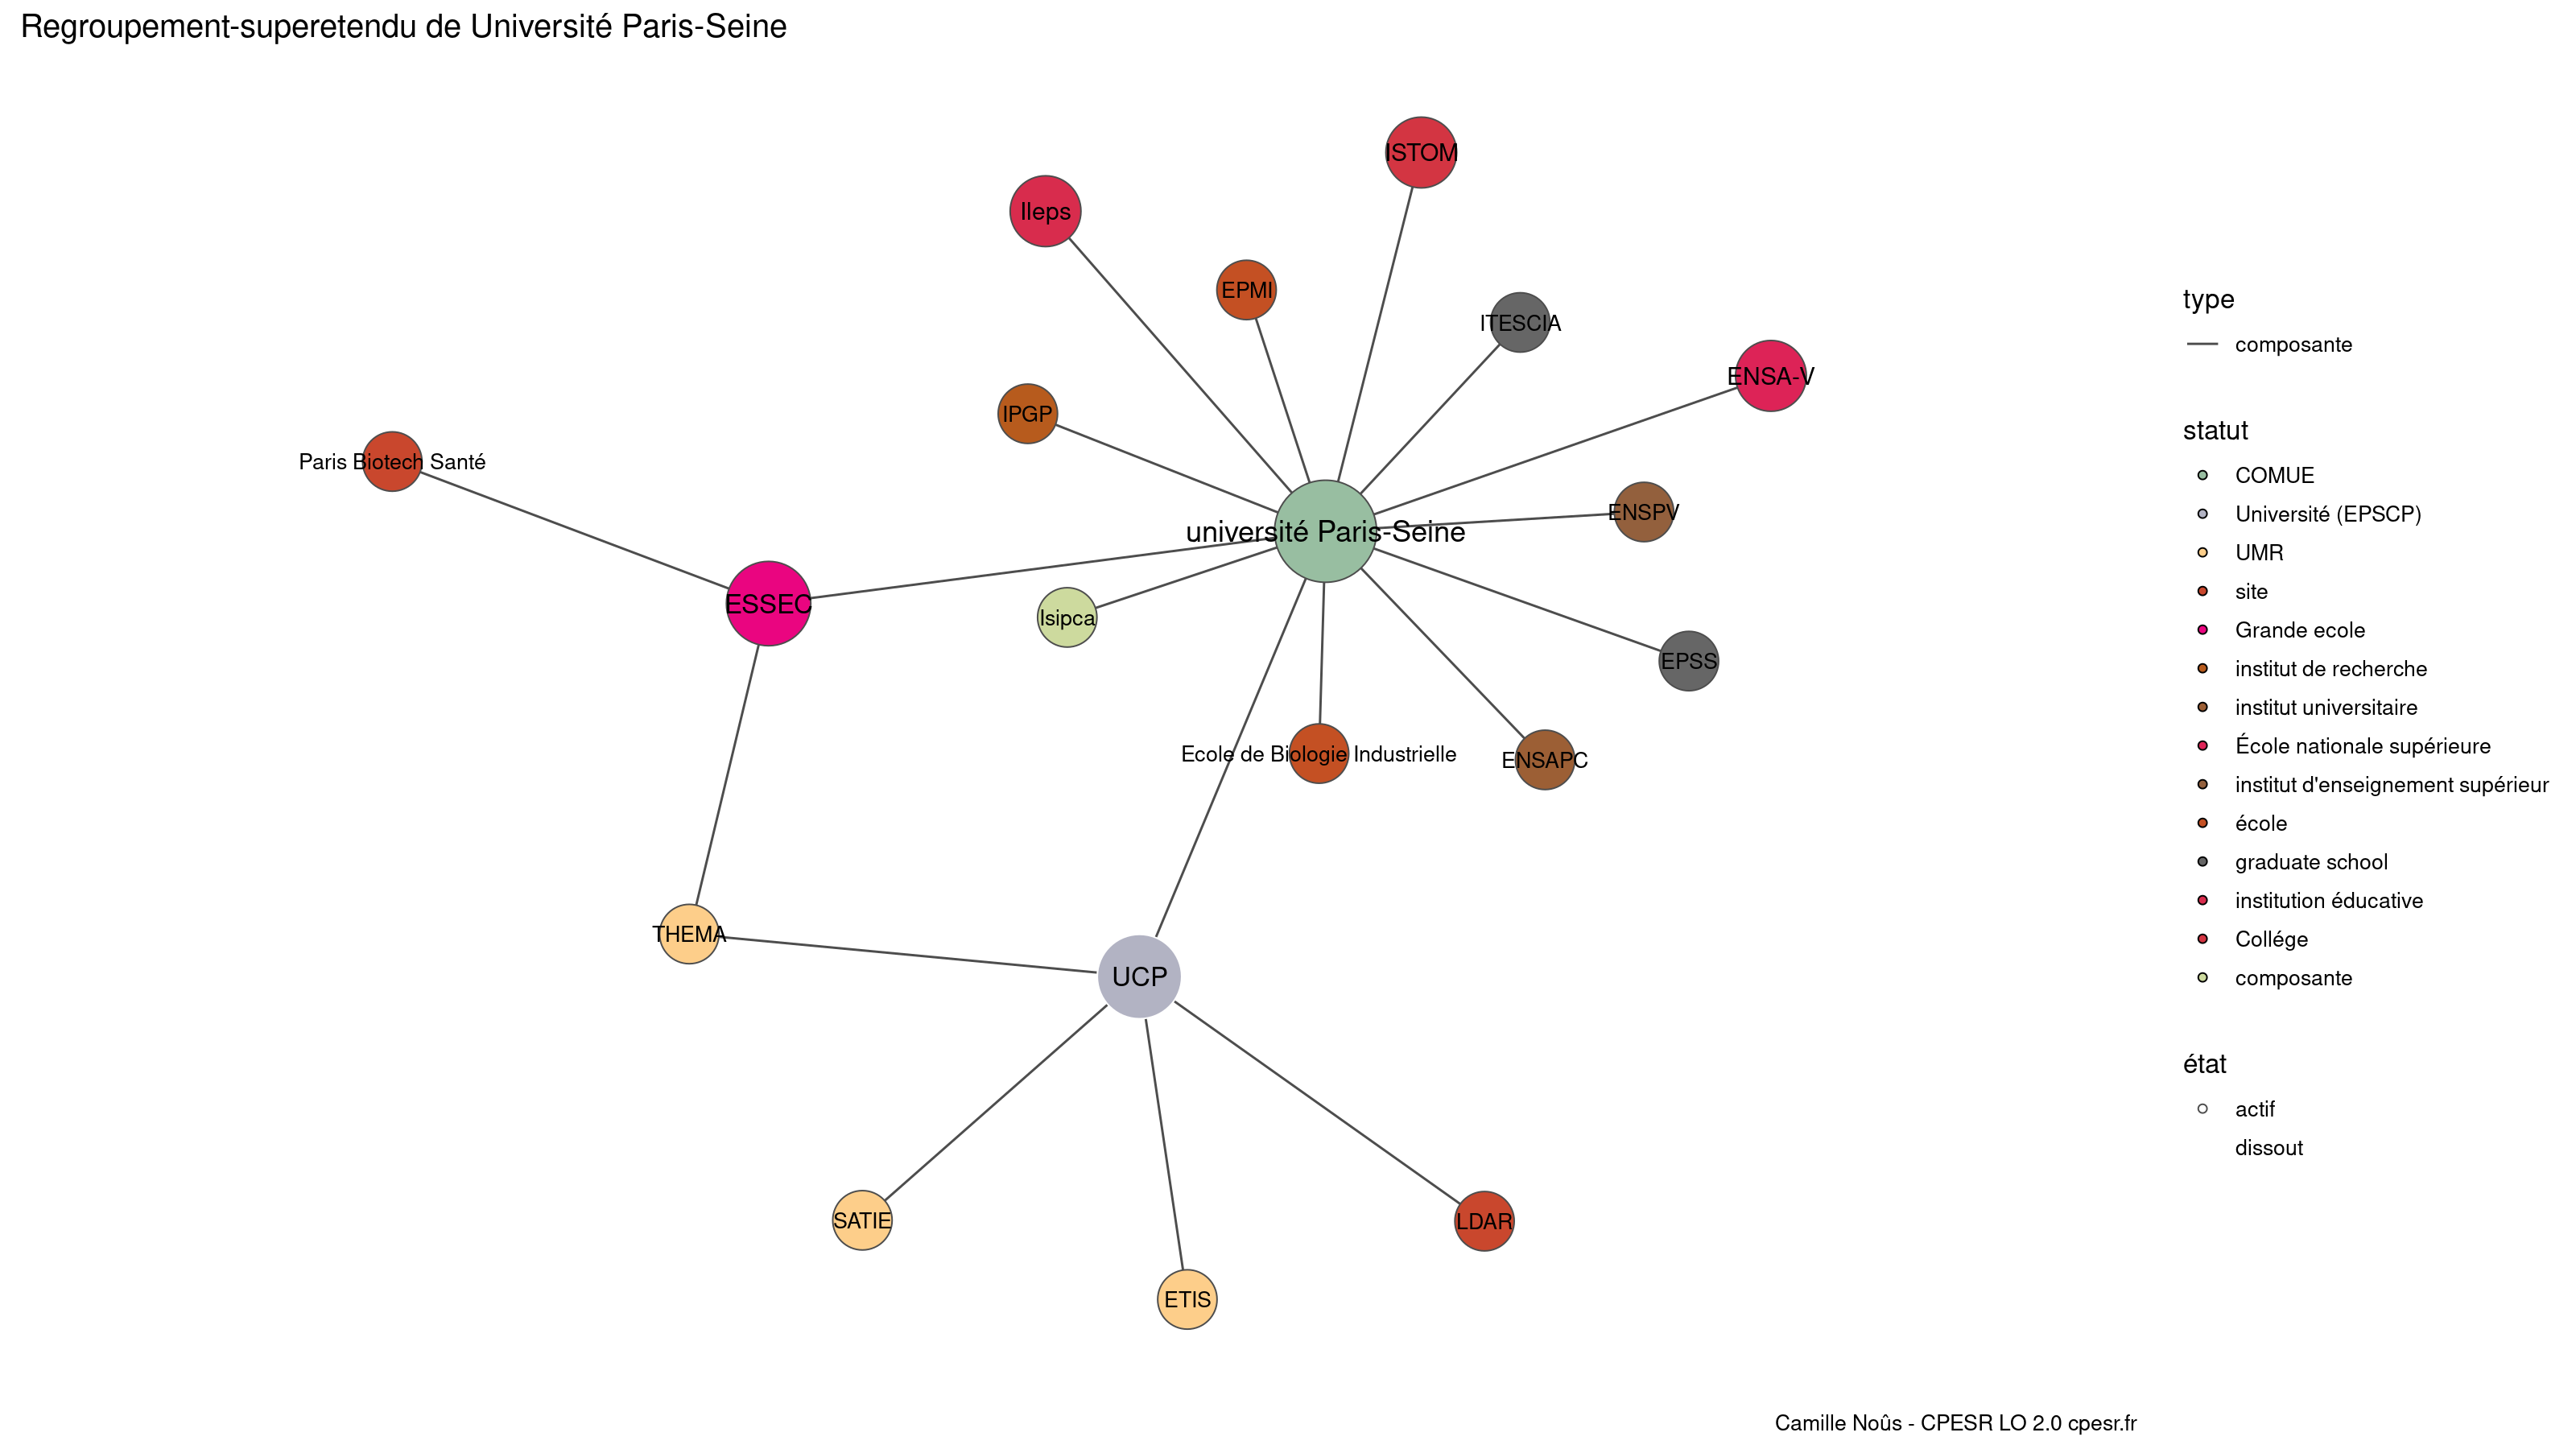 Regroupement-superetendu de Université Paris-Seine
ISTOM
Ileps
EPMI
ITESCIA
ENSA-V
IPGP
Paris Biotech Santé
ENSPV
université Paris-Seine
ESSEC
Isipca
EPSS
Ecole de Biologie Industrielle
ENSAPC
THEMA
UCP
SATIE
LDAR
ETIS
type
composante
statut
COMUE
Université (EPSCP)
UMR
site
Grande ecole
institut de recherche
institut universitaire
École nationale supérieure
institut d'enseignement supérieur
école
graduate school
institution éducative
Collége
composante
état
actif
dissout
Camille Noûs - CPESR LO 2.0 cpesr.fr